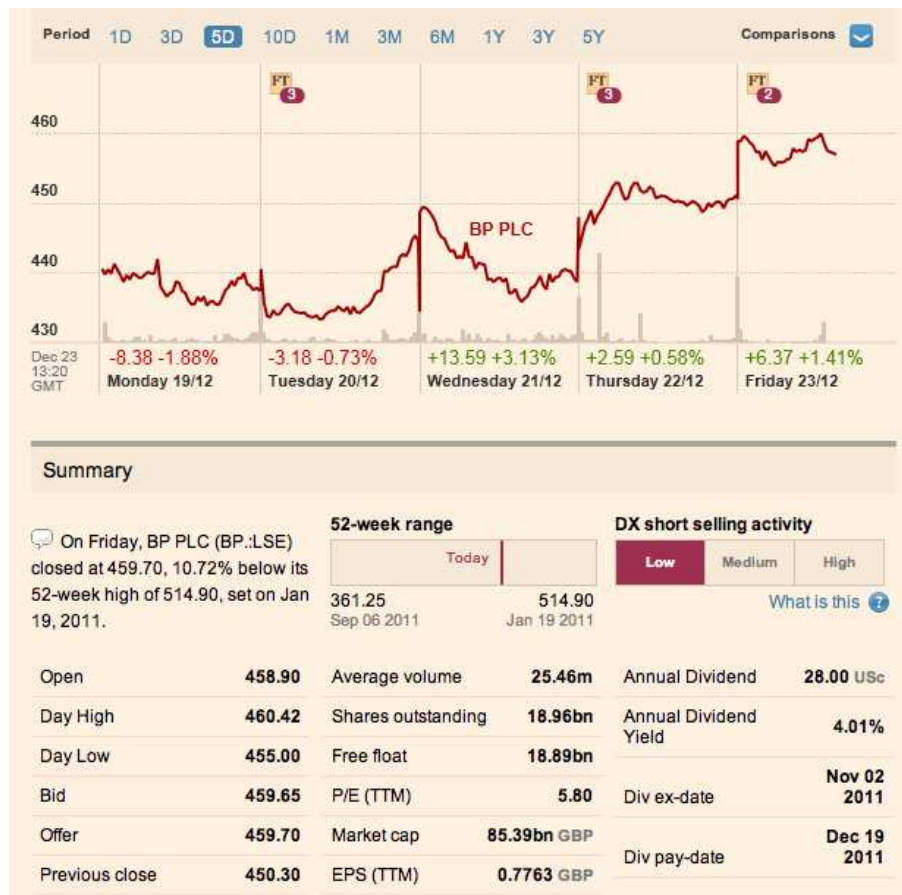 Period 1D 3D 5D 10D 1M 3M 6M 1Y 3Y 5Y Comparisons
FT 3
FT 3
FT 2
460
450
440
430
BP PLC
Dec 23
13:20
GMT
-8.38 -1.88%
Monday 19/12
-3.18 -0.73%
Tuesday 20/12
+13.59 +3.13%
Wednesday 21/12
+2.59 +0.58%
Thursday 22/12
+6.37 +1.41%
Friday 23/12
Summary
On Friday, BP PLC (BP.:LSE)
closed at 459.70, 10.72% below its
52-week high of 514.90, set on Jan
19, 2011.
52-week range
Today
361.25 514.90
Sep 06 2011 Jan 19 2011
DX short selling activity
Low Medium High
What is this ?
Open 458.90
Day High 460.42
Day Low 455.00
Bid 459.65
Offer 459.70
Previous close 450.30
Average volume 25.46m
Shares outstanding 18.96bn
Free float 18.89bn
P/E (TTM) 5.80
Market cap 85.39bn GBP
EPS (TTM) 0.7763 GBP
Annual Dividend 28.00 USc
Annual Dividend
Yield 4.01%
Div ex-date Nov 02
2011
Div pay-date Dec 19
2011